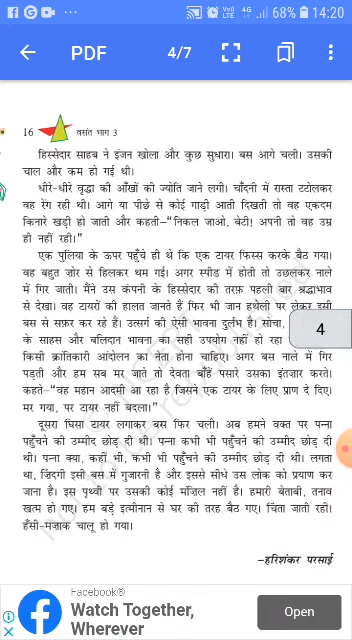 68% 14:20
PDF 4/7
16 वसंत भाग 3
हिस्सेदार साहब ने इंजन खोला और कुछ सुधारा। बस आगे चली। उसकी
चाल और कम हो गई थी।
धीरे-धीरे वृद्धा की आँखों की ज्योति जाने लगी। चाँदनी में रास्ता टटोलकर
वह रेंग रही थी। आगे या पीछे से कोई गाड़ी आती दिखती तो वह एकदम
किनारे खड़ी हो जाती और कहती–“निकल जाओ, बेटी! अपनी तो वह उम्र
ही नहीं रही।”
एक पुलिया के ऊपर पहुँचे ही थे कि एक टायर फिस्स करके बैठ गया।
वह बहुत ज़ोर से हिलकर थम गई। अगर स्पीड में होती तो उछलकर नाले
में गिर जाती। मैंने उस कंपनी के हिस्सेदार की तरफ़ पहली बार श्रद्धाभाव
से देखा। वह टायरों की हालत जानते हैं फिर भी जान हथेली पर लेकर इसी
बस से सफ़र कर रहे हैं। उत्सर्ग की ऐसी भावना दुर्लभ है। सोचा,
के साहस और बलिदान भावना का सही उपयोग नहीं हो रहा
किसी क्रांतिकारी आंदोलन का नेता होना चाहिए। अगर बस नाले में गिर
पड़ती और हम सब मर जाते तो देवता बाँहें पसारे उसका इंतज़ार करते।
कहते–“वह महान आदमी आ रहा है जिसने एक टायर के लिए प्राण दे दिए।
मर गया, पर टायर नहीं बदला।”
दूसरा घिसा टायर लगाकर बस फिर चली। अब हमने वक्त पर पन्ना
पहुँचने की उम्मीद छोड़ दी थी। पन्ना कभी भी पहुँचने की उम्मीद छोड़ दी
थी। पन्ना क्या, कहीं भी, कभी भी पहुँचने की उम्मीद छोड़ दी थी। लगता
था, ज़िंदगी इसी बस में गुज़ारनी है और इससे सीधे उस लोक को प्रयाण कर
जाना है। इस पृथ्वी पर उसकी कोई मंज़िल नहीं है। हमारी बेताबी, तनाव
खत्म हो गए। हम बड़े इत्मीनान से घर की तरह बैठ गए। चिंता जाती रही।
हँसी-मज़ाक चालू हो गया।
–हरिशंकर परसाई
4
Facebook®
Watch Together,
Wherever
Open